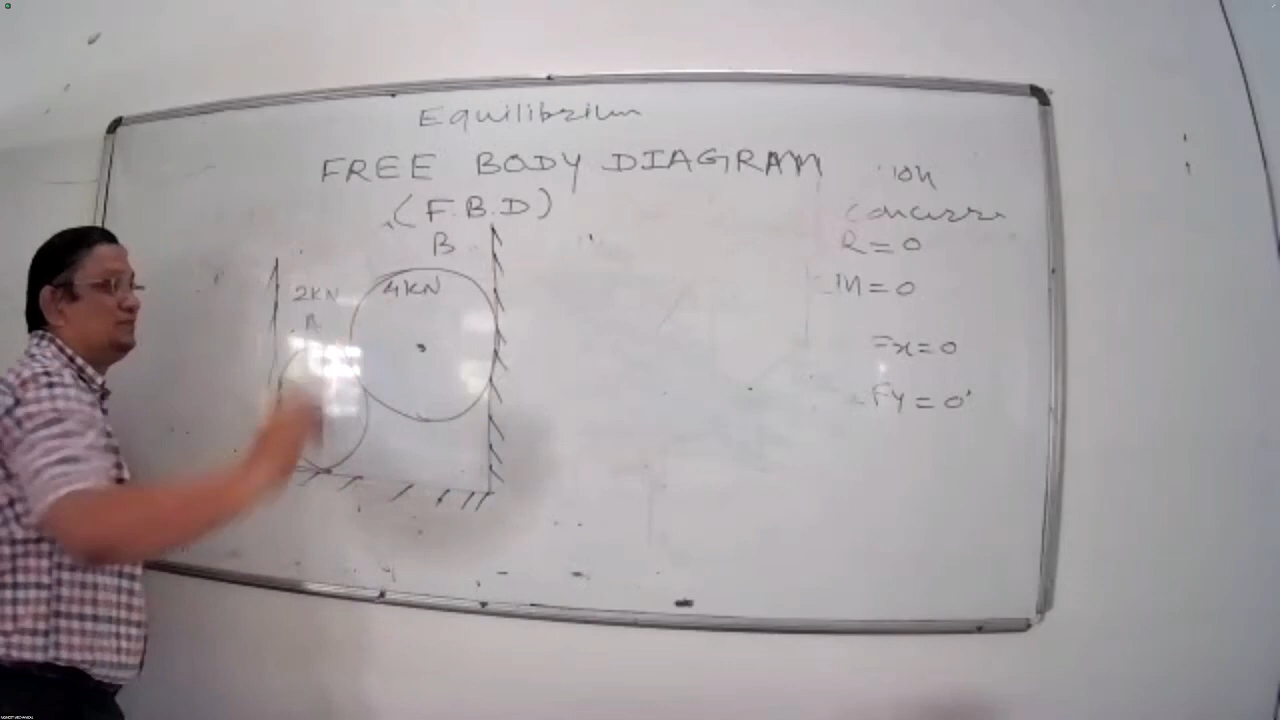 Equilibrium
FREE BODY DIAGRAM
(F.B.D)
B
2KN
4KN
A
R=0
M=0
Fx=0
FY=0